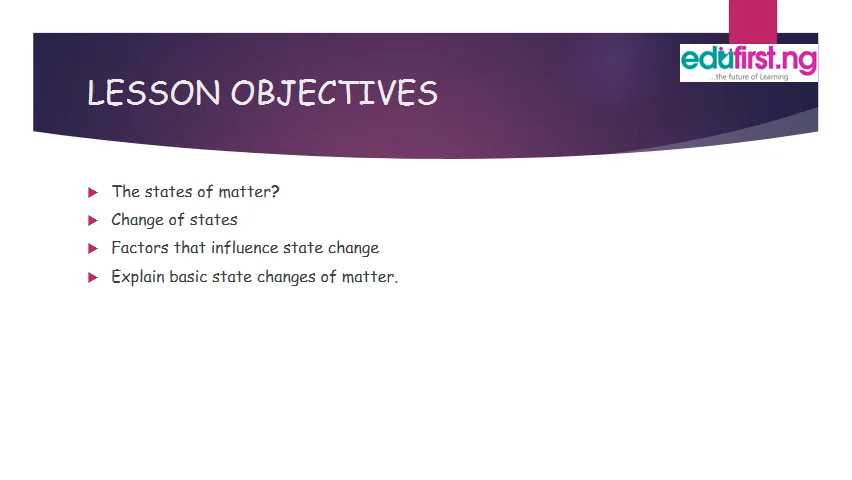 edufirst.ng
...the future of Learning
LESSON OBJECTIVES
The states of matter?
Change of states
Factors that influence state change
Explain basic state changes of matter.